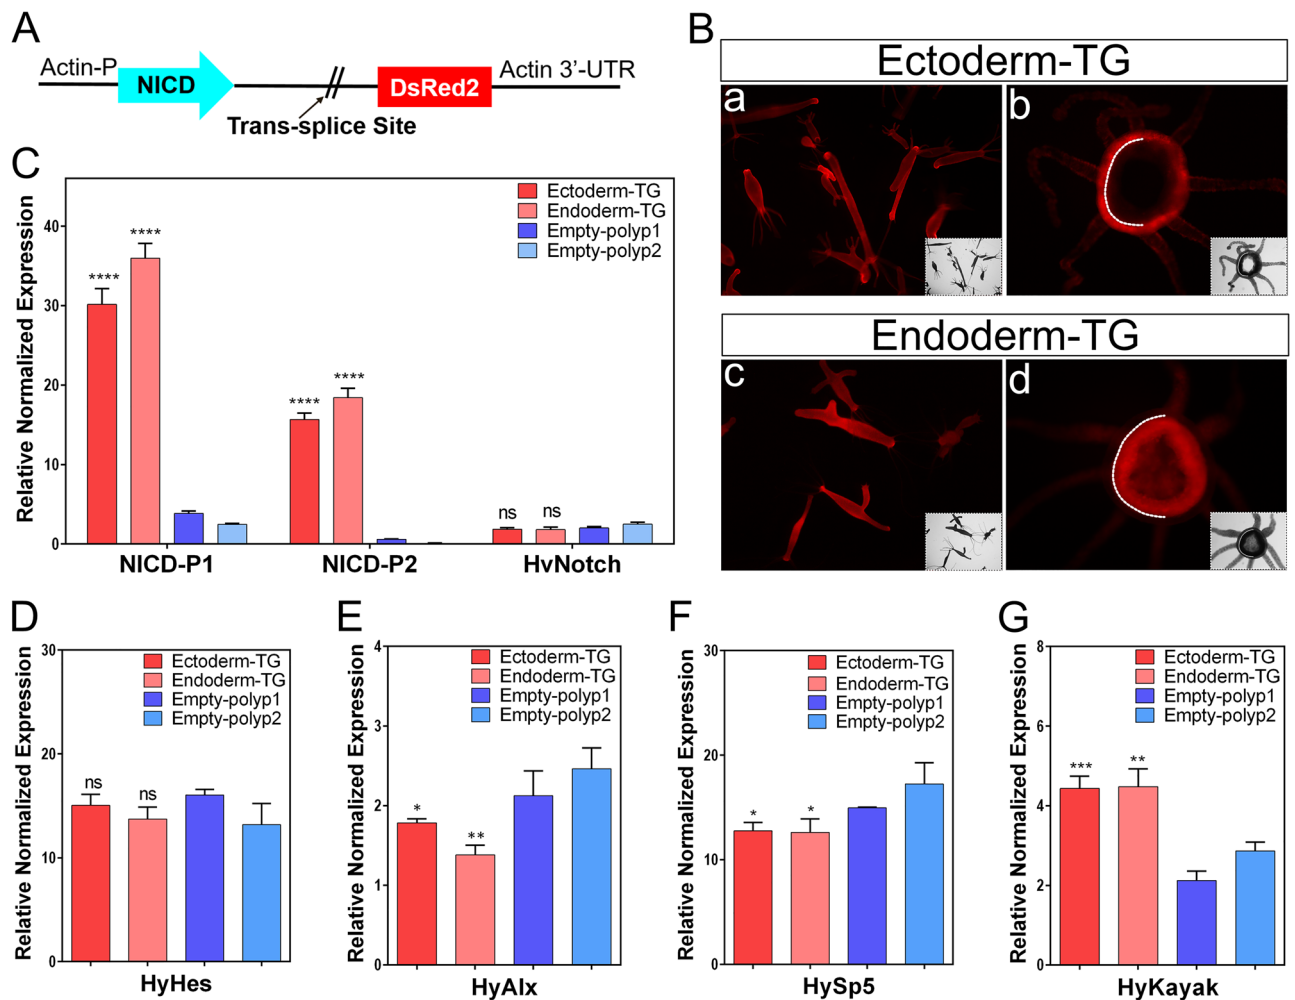 A
Actin-P
NICD
DsRed2
Actin 3’-UTR
Trans-splice Site
B
Ectoderm-TG
a
b
Endoderm-TG
c
d
C
Relative Normalized Expression
40
30
20
10
0
Ectoderm-TG
Endoderm-TG
Empty-polyp1
Empty-polyp2
****
****
****
****
ns
ns
NICD-P1
NICD-P2
HvNotch
D
Relative Normalized Expression
30
20
10
0
Ectoderm-TG
Endoderm-TG
Empty-polyp1
Empty-polyp2
ns
ns
HyHes
E
Relative Normalized Expression
4
3
2
1
0
Ectoderm-TG
Endoderm-TG
Empty-polyp1
Empty-polyp2
*
**
HyAlx
F
Relative Normalized Expression
30
20
10
0
Ectoderm-TG
Endoderm-TG
Empty-polyp1
Empty-polyp2
*
*
HySp5
G
Relative Normalized Expression
8
6
4
2
0
Ectoderm-TG
Endoderm-TG
Empty-polyp1
Empty-polyp2
***
**
HyKayak